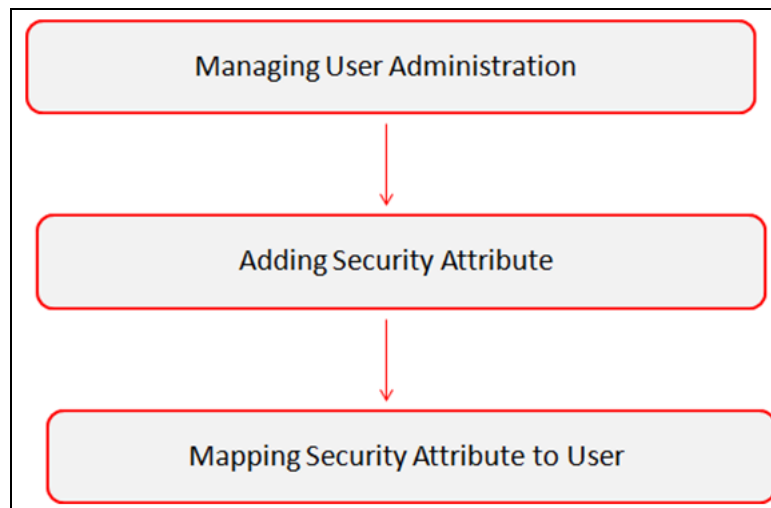 Managing User Administration
Adding Security Attribute
Mapping Security Attribute to User